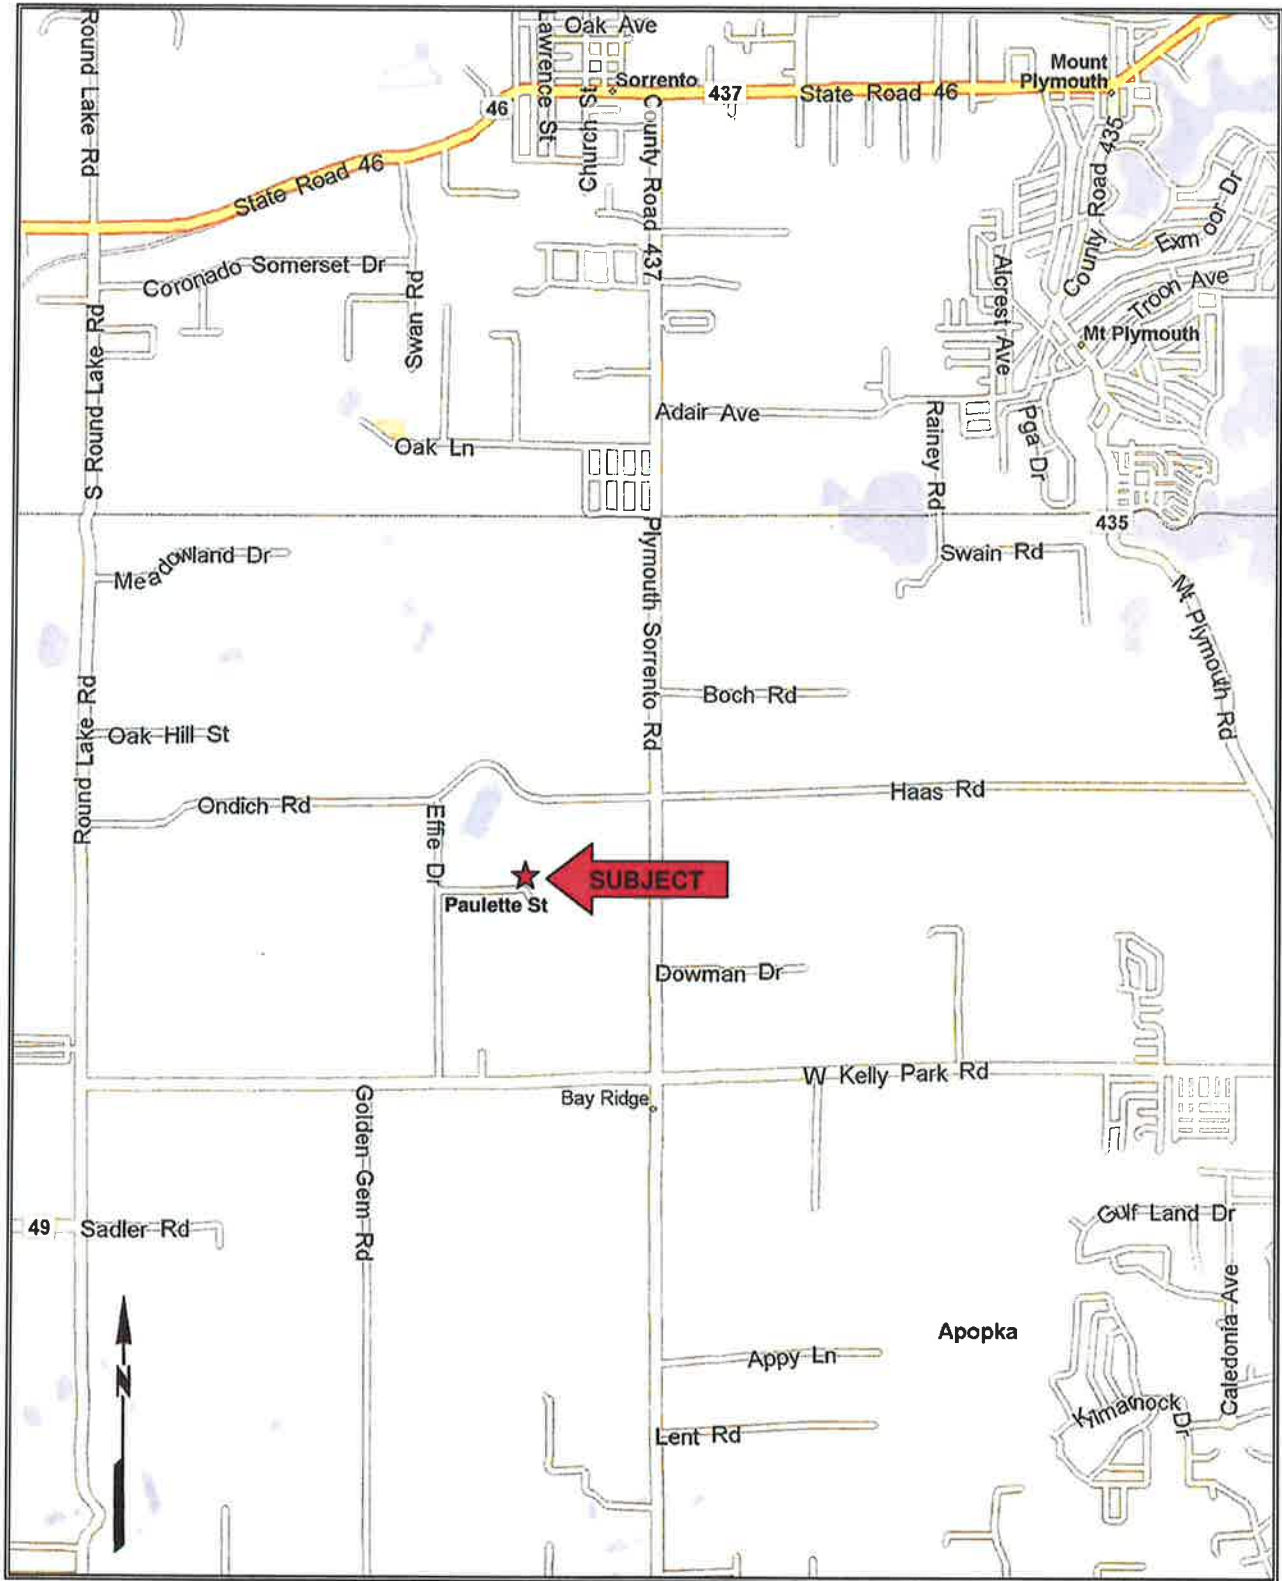 Round Lake Rd
Lawrence St
Oak Ave
Sorrento
Mount
Plymouth
46
437
State Road 46
Church St
County Road 437
County Road 435
State Road 46
Exmoor Dr
Coronado Somerset Dr
Swan Rd
Alcrest Ave
Troon Ave
Mt Plymouth
S Round Lake Rd
Adair Ave
Rainey Rd
Pga Dr
Oak Ln
435
Plymouth Sorrento Rd
Swain Rd
Meadowland Dr
Mt Plymouth Rd
Boch Rd
Round Lake Rd
Oak Hill St
Haas Rd
Ondich Rd
Effie Dr
SUBJECT
Paulette St
Dowman Dr
W Kelly Park Rd
Bay Ridge
Golden Gem Rd
Gulf Land Dr
49
Sadler Rd
Caledonia Ave
Apopka
N
Appy Ln
Kilmarnock Dr
Lent Rd